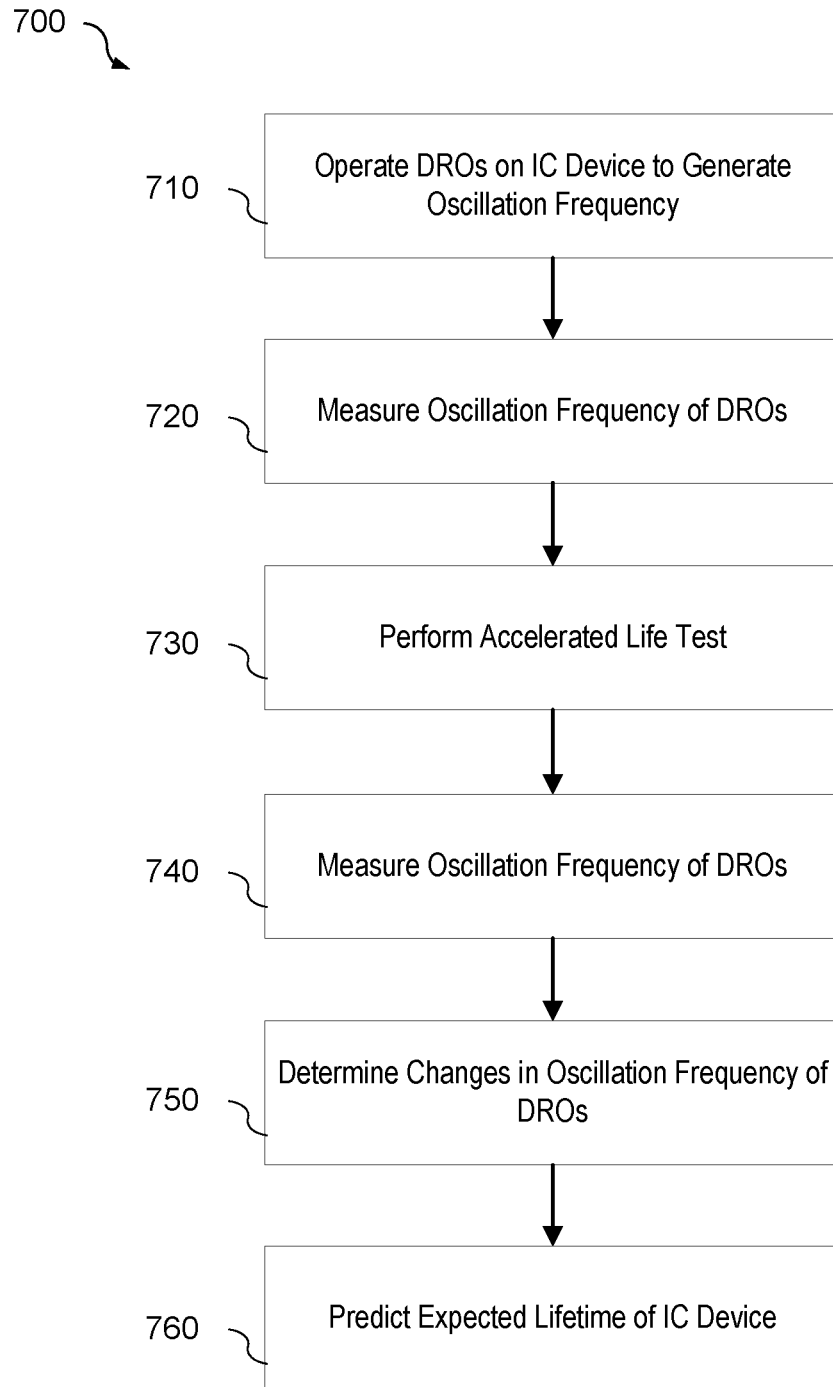 700
710
Operate DROs on IC Device to Generate
Oscillation Frequency
720
Measure Oscillation Frequency of DROs
730
Perform Accelerated Life Test
740
Measure Oscillation Frequency of DROs
750
Determine Changes in Oscillation Frequency of
DROs
760
Predict Expected Lifetime of IC Device